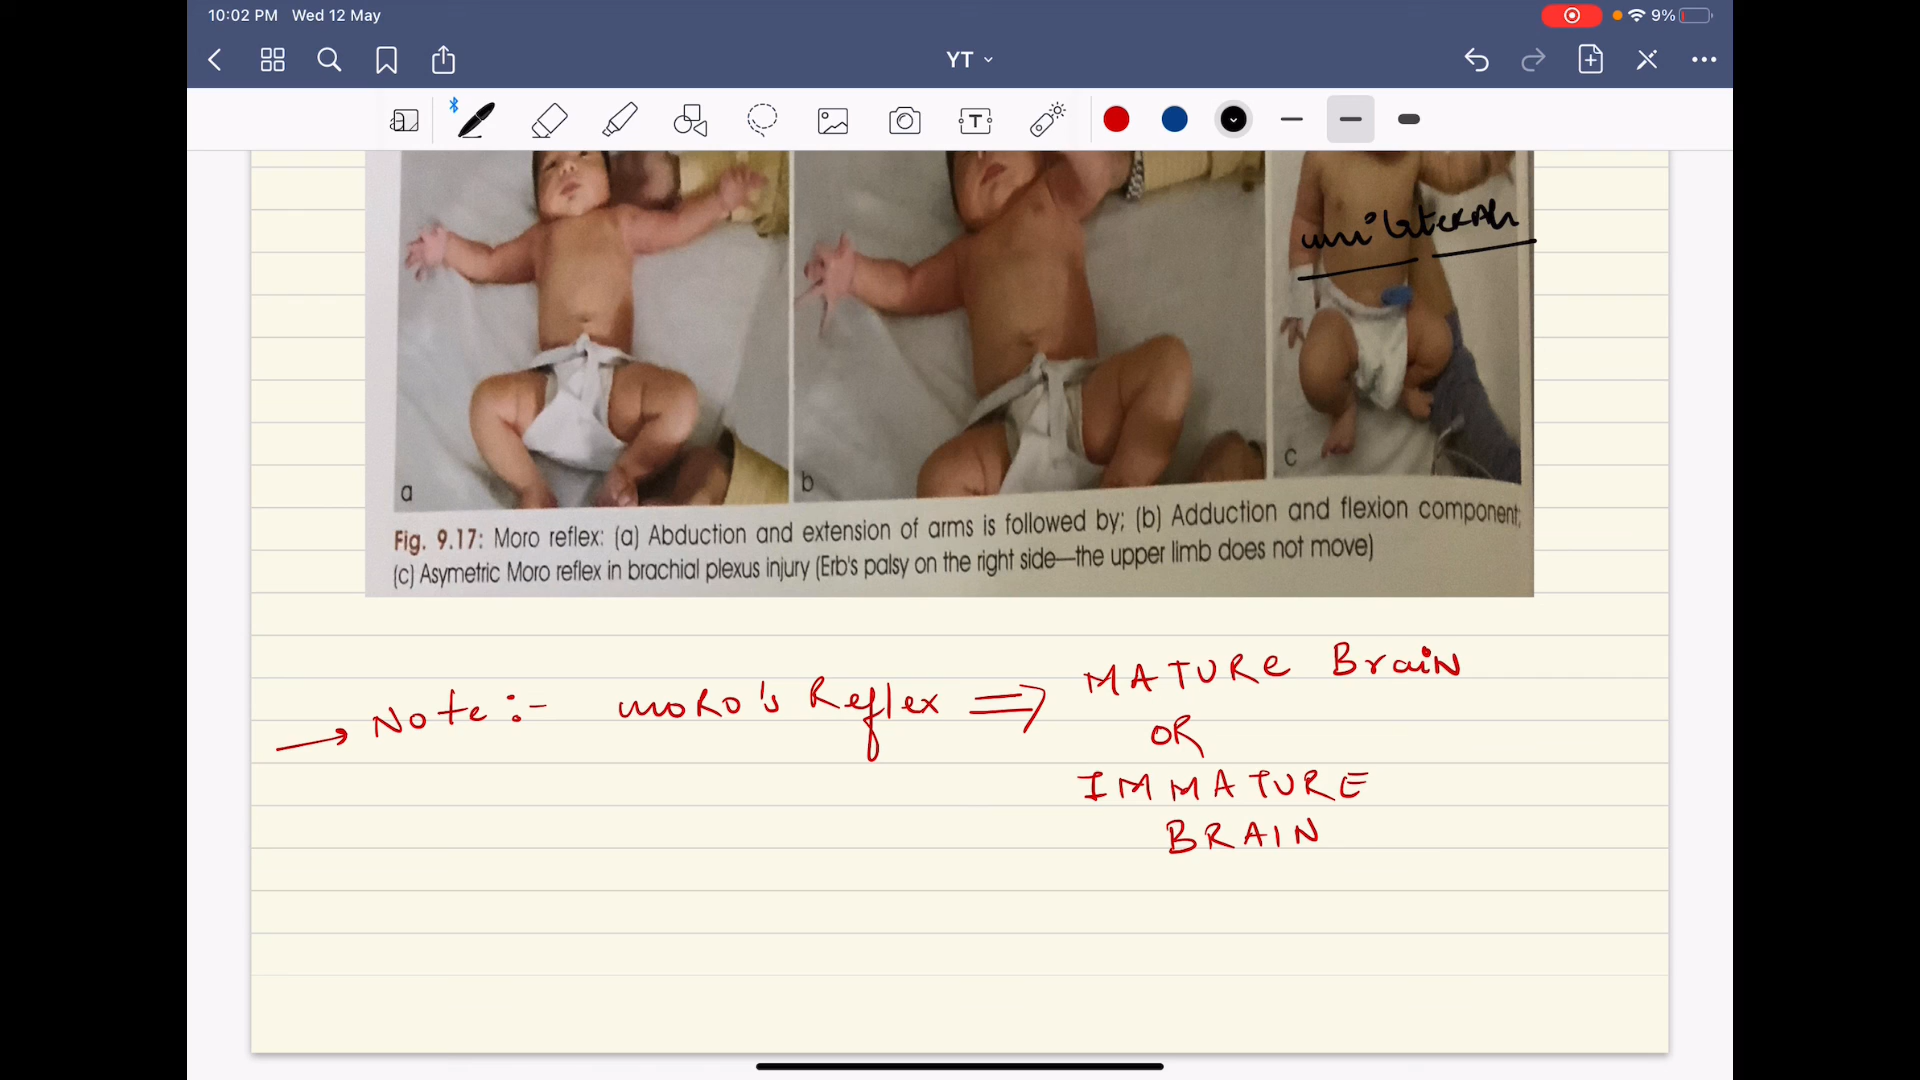 10:02 PM Wed 12 May
9%
YT
a
T
unilateral
a
b
c
Fig. 9.17: Moro reflex: (a) Abduction and extension of arms is followed by; (b) Adduction and flexion component;
(c) Asymetric Moro reflex in brachial plexus injury (Erb's palsy on the right side—the upper limb does not move)
→ Note :- moRo's Reflex ⇒ MATURe BraiN
OR
IMMATURE
BRAIN